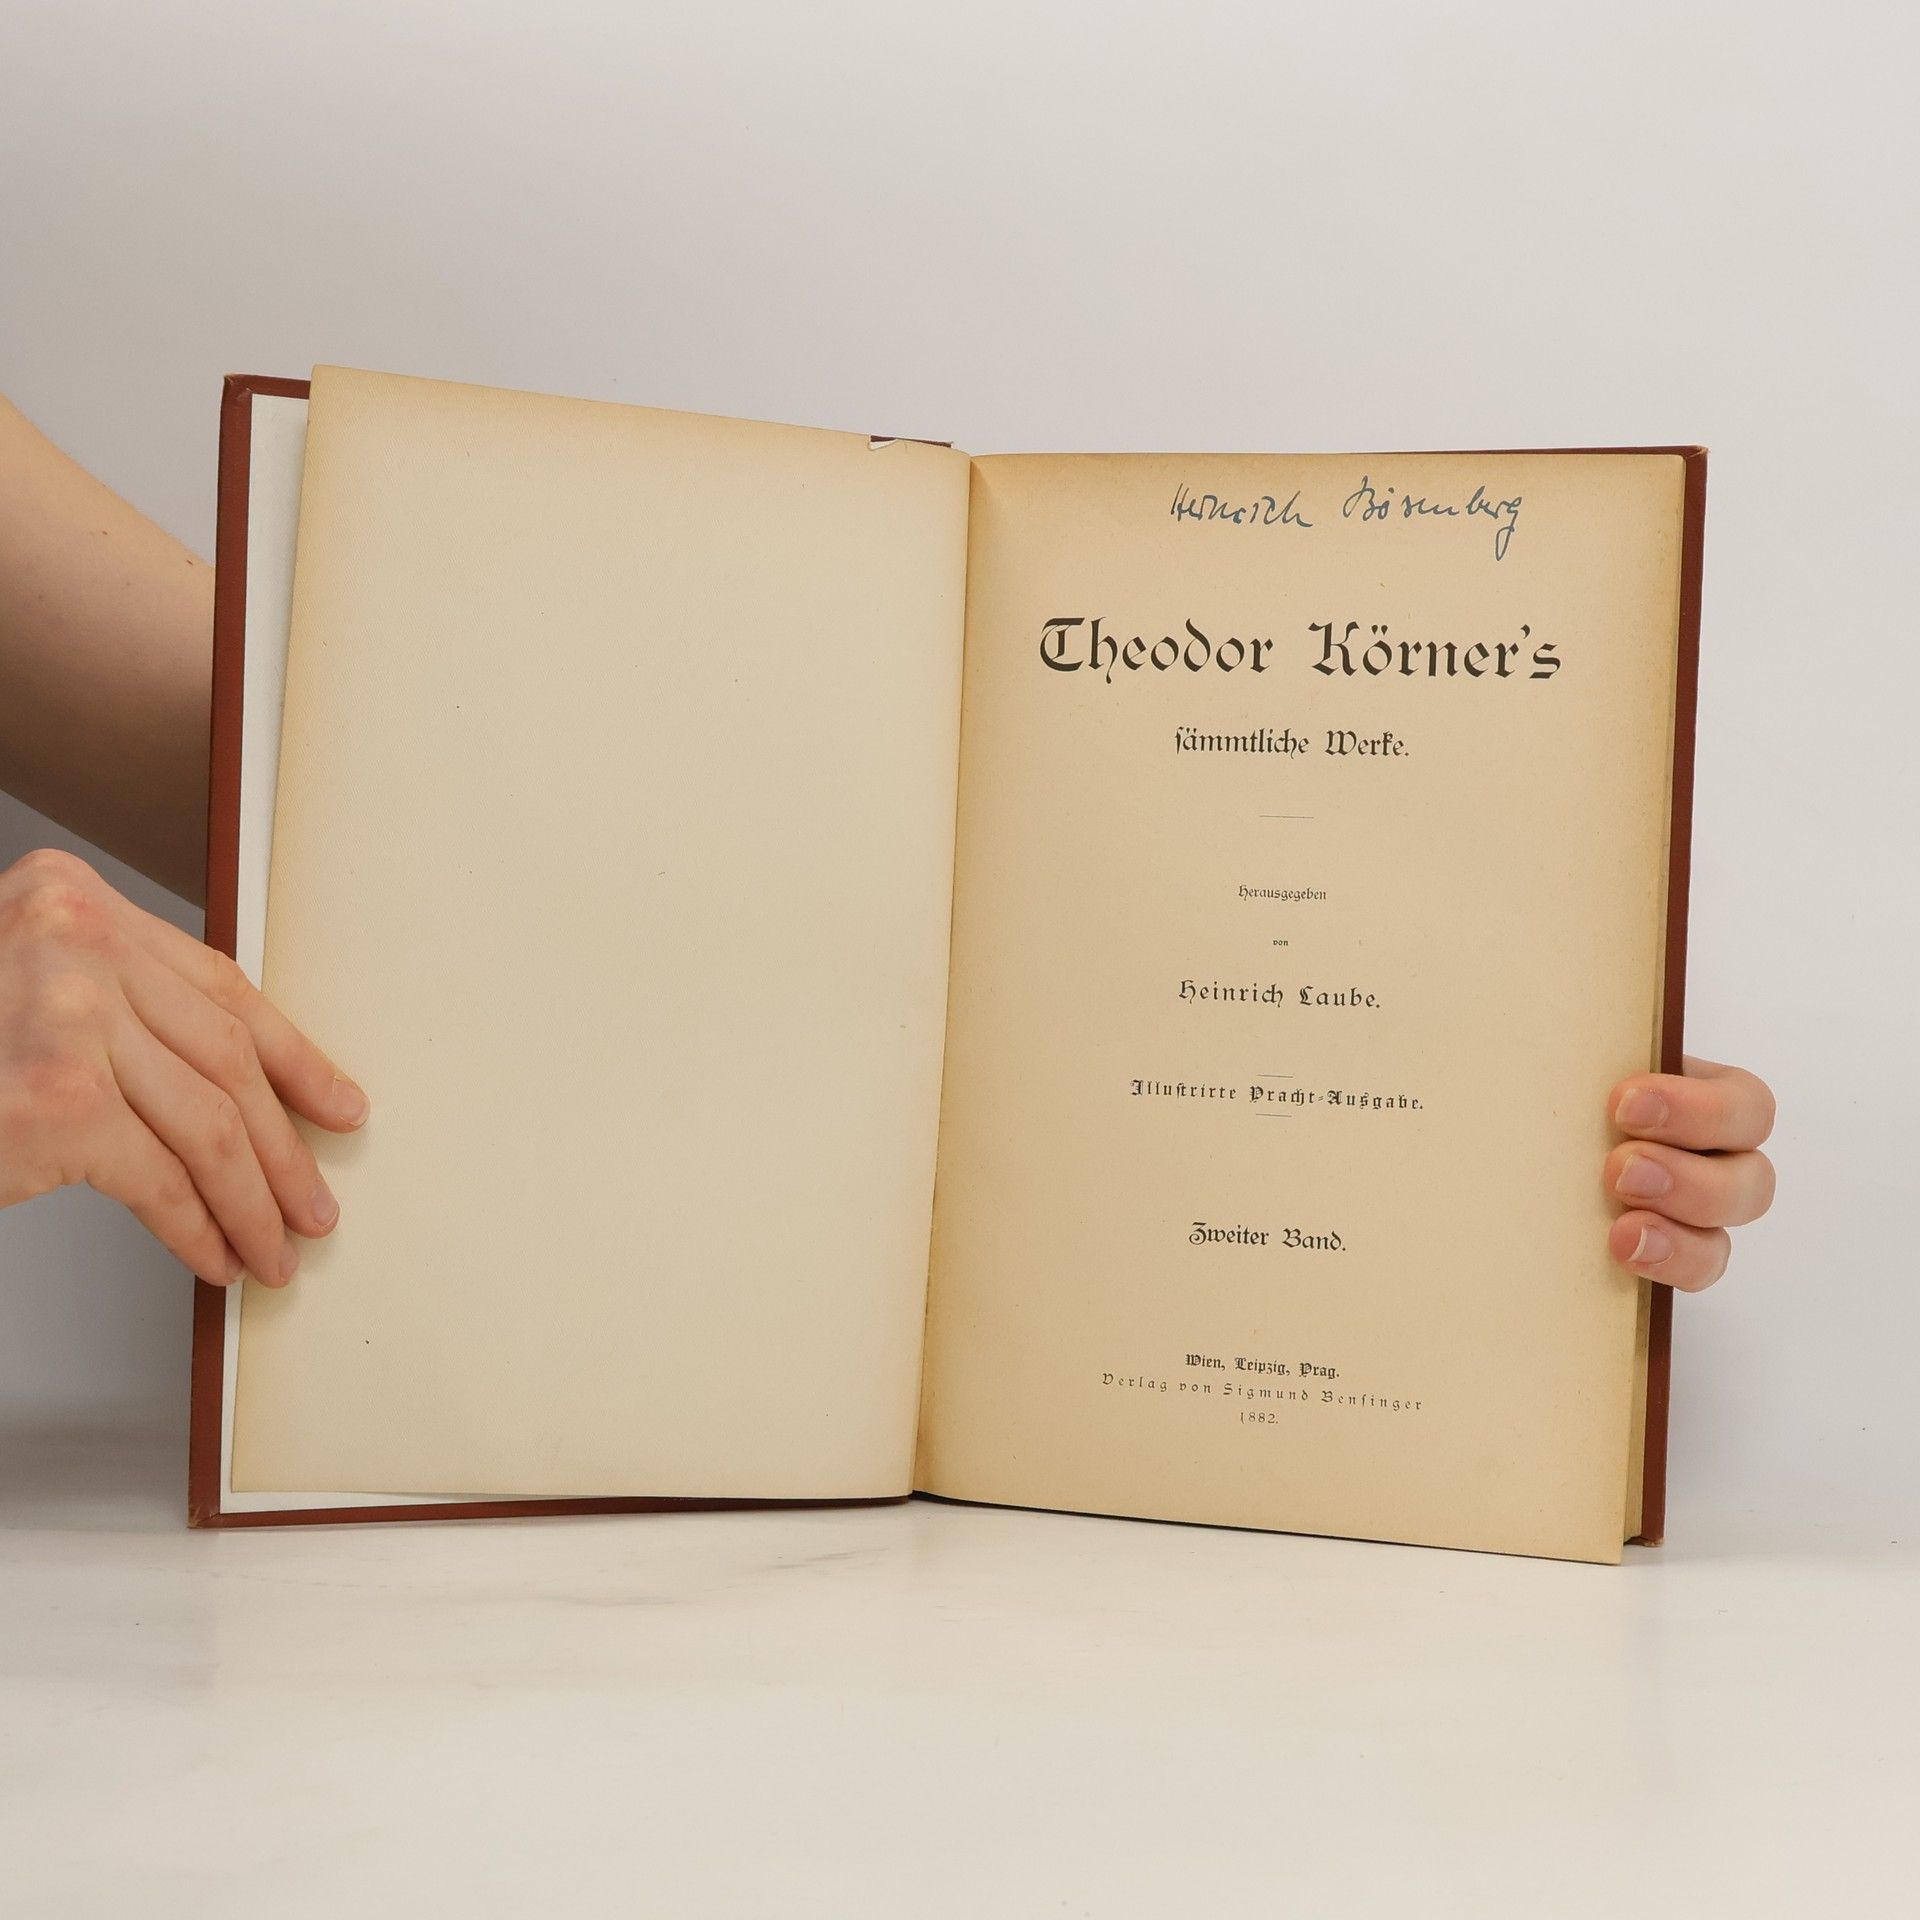 Heinrich Bösenberg
Theodor Körner's
ſämmtliche Werke.
Herausgegeben
von
Heinrich Laube.
Illuſtrirte Pracht-Ausgabe.
Zweiter Band.
Wien, Leipzig, Prag.
Verlag von Sigmund Benſinger
1882.